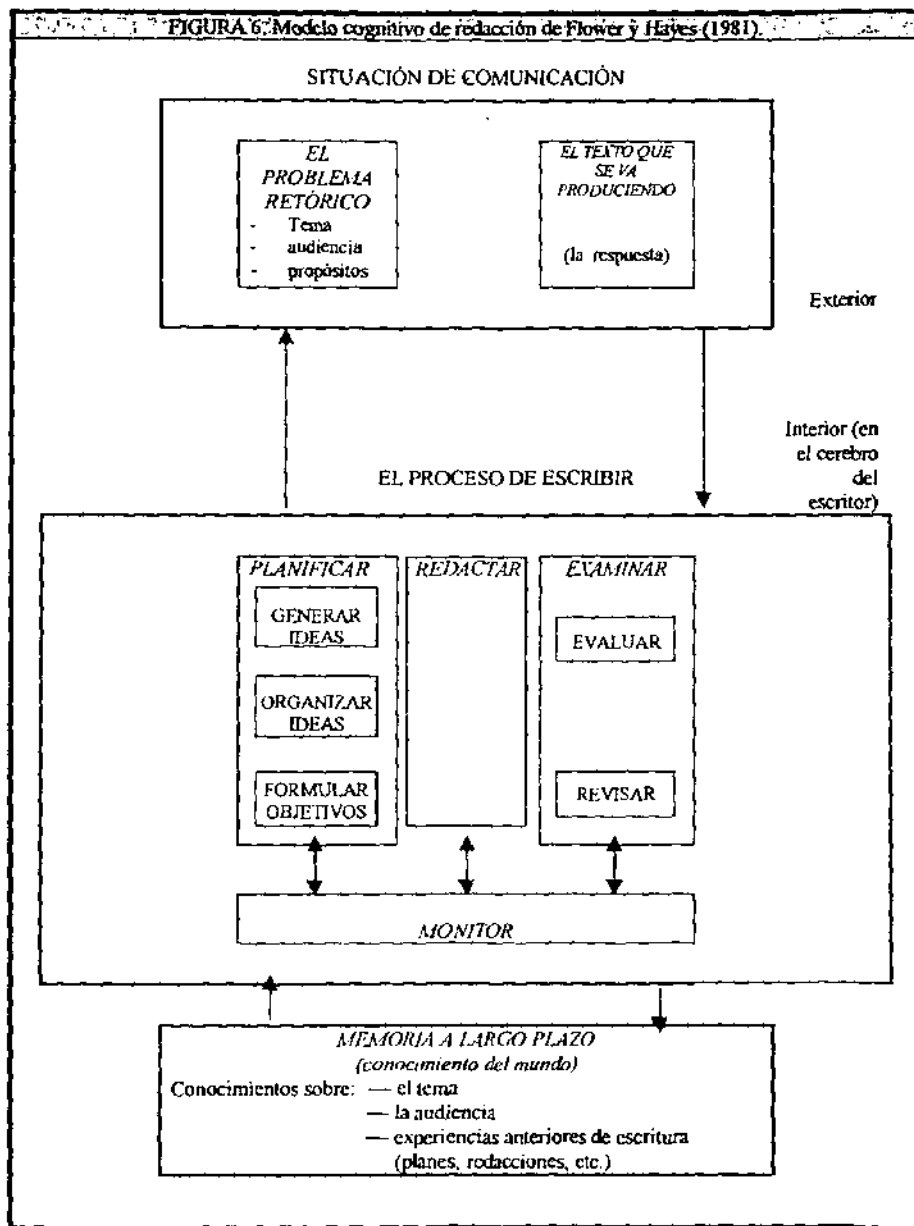 FIGURA 6: Modelo cognitivo de redacción de Flower y Hayes (1981).
SITUACIÓN DE COMUNICACIÓN
EL
PROBLEMA
RETÓRICO
- Tema
- audiencia
- propósitos
EL TEXTO QUE
SE VA
PRODUCIENDO
(la respuesta)
Exterior
Interior (en
el cerebro
del
escritor)
EL PROCESO DE ESCRIBIR
PLANIFICAR
GENERAR
IDEAS
ORGANIZAR
IDEAS
FORMULAR
OBJETIVOS
REDACTAR
EXAMINAR
EVALUAR
REVISAR
MONITOR
MEMORIA A LARGO PLAZO
(conocimiento del mundo)
Conocimientos sobre: — el tema
— la audiencia
— experiencias anteriores de escritura
(planes, rodacciones, etc.)